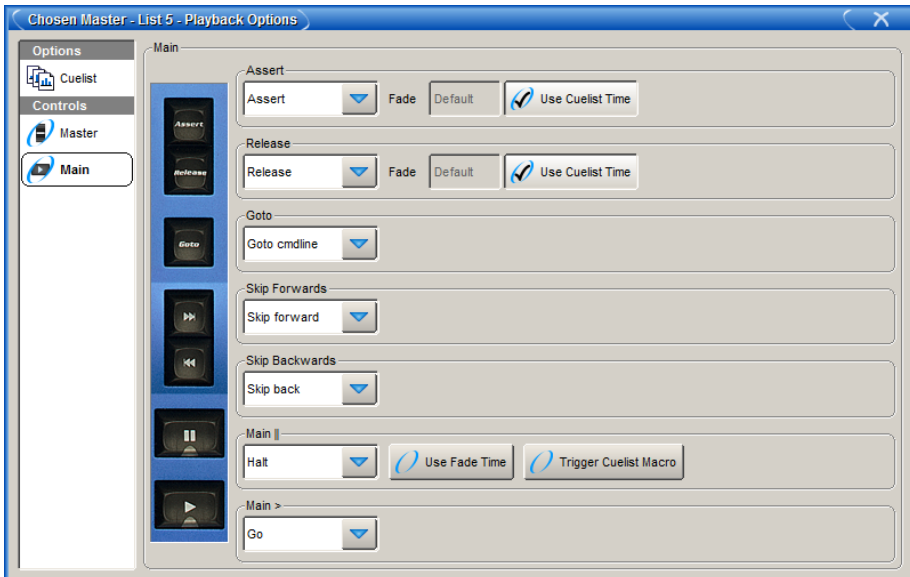 Chosen Master - List 5 - Playback Options
Options
Cuelist
Controls
Master
Main
Main
Assert
Assert
Assert Fade Default Use Cuelist Time
Release
Release
Release Fade Default Use Cuelist Time
Goto
Goto
Goto cmdline
Skip Forwards
Skip forward
Skip Backwards
Skip back
Main ||
Halt Use Fade Time Trigger Cuelist Macro
Main >
Go